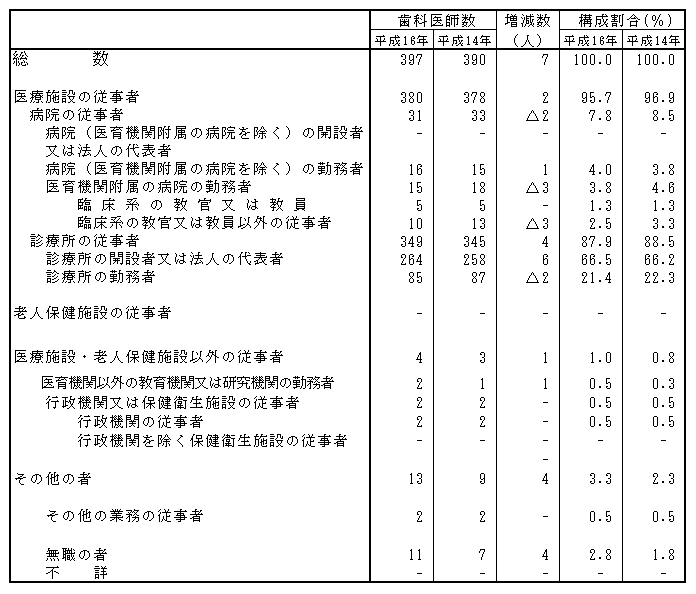 歯科医師数 増減数 構成割合(%)
平成16年 平成14年 (人) 平成16年 平成14年
総 数 397 390 7 100.0 100.0
医療施設の従事者 380 378 2 95.7 96.9
病院の従事者 31 33 △2 7.8 8.5
病院（医育機関附属の病院を除く）の開設者 - - - - -
又は法人の代表者
病院（医育機関附属の病院を除く）の勤務者 16 15 1 4.0 3.8
医育機関附属の病院の勤務者 15 18 △3 3.8 4.6
臨床系の教官又は教員 5 5 - 1.3 1.3
臨床系の教官又は教員以外の従事者 10 13 △3 2.5 3.3
診療所の従事者 349 345 4 87.9 88.5
診療所の開設者又は法人の代表者 264 258 6 66.5 66.2
診療所の勤務者 85 87 △2 21.4 22.3
老人保健施設の従事者 - - - - -
医療施設・老人保健施設以外の従事者 4 3 1 1.0 0.8
医育機関以外の教育機関又は研究機関の勤務者 2 1 1 0.5 0.3
行政機関又は保健衛生施設の従事者 2 2 - 0.5 0.5
行政機関の従事者 2 2 - 0.5 0.5
行政機関を除く保健衛生施設の従事者 - - - - -
-
その他の者 13 9 4 3.3 2.3
その他の業務の従事者 2 2 - 0.5 0.5
無職の者 11 7 4 2.8 1.8
不 詳 - - - - -